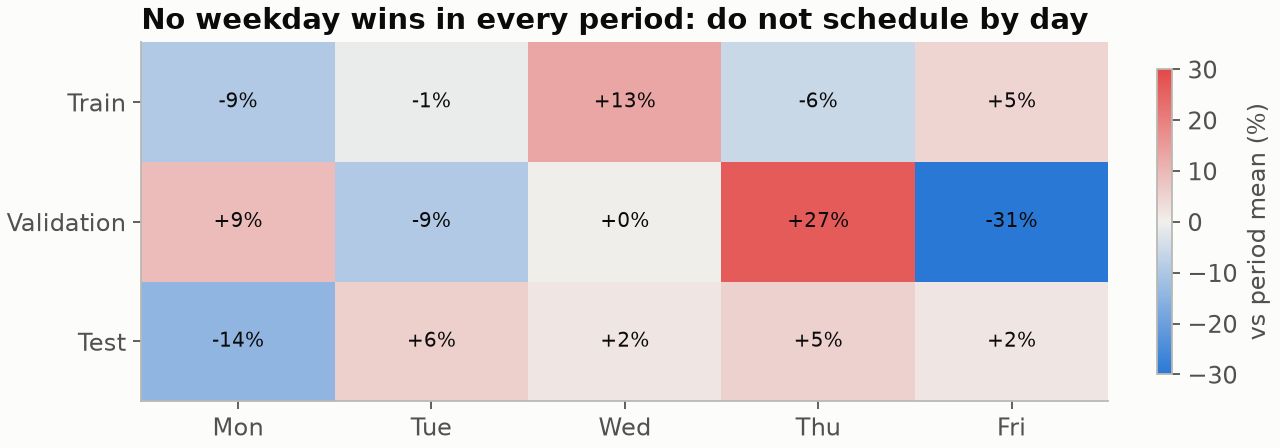 No weekday wins in every period: do not schedule by day
Train -9% -1% +13% -6% +5%
Validation +9% -9% +0% +27% -31%
Test -14% +6% +2% +5% +2%
Mon Tue Wed Thu Fri
30
20
10
0
−10
−20
−30
vs period mean (%)